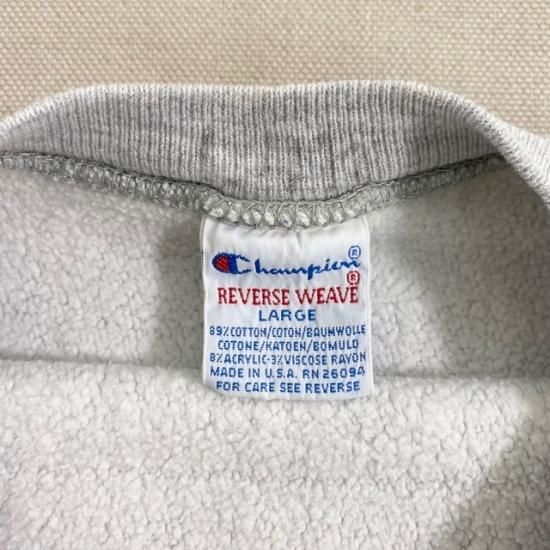 Champion ®
REVERSE WEAVE ®
LARGE
89% COTTON/COTON/BAUMWOLLE
COTONE/KATOEN/BOMULD
8% ACRYLIC-3% VISCOSE RAYON
MADE IN U.S.A. RN 26094
FOR CARE SEE REVERSE